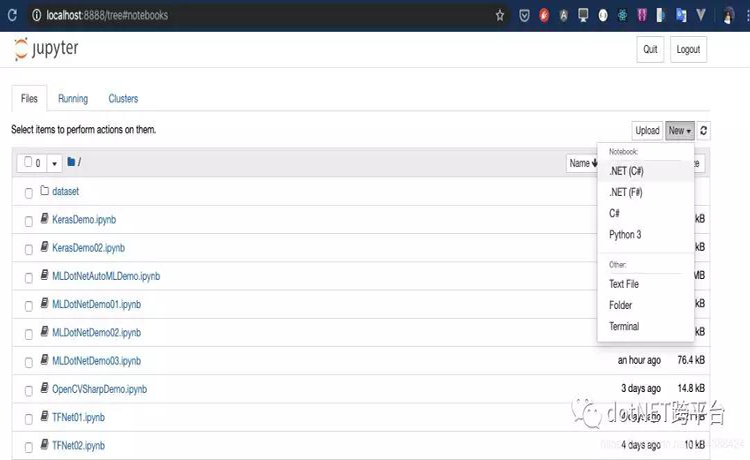 localhost:8888/tree#notebooks
jupyter
Quit
Logout
Files
Running
Clusters
Select items to perform actions on them.
Upload
New
0
/
Name
Notebook:
.NET (C#)
.NET (F#)
C#
Python 3
Other:
Text File
Folder
Terminal
dataset
KerasDemo.ipynb
kB
KerasDemo02.ipynb
kB
MLDotNetAutoMLDemo.ipynb
MB
MLDotNetDemo01.ipynb
kB
MLDotNetDemo02.ipynb
kB
MLDotNetDemo03.ipynb
an hour ago
76.4 kB
OpenCVSharpDemo.ipynb
3 days ago
14.8 kB
TFNet01.ipynb
dotNET跨平台
TFNet02.ipynb
4 days ago
10 kB